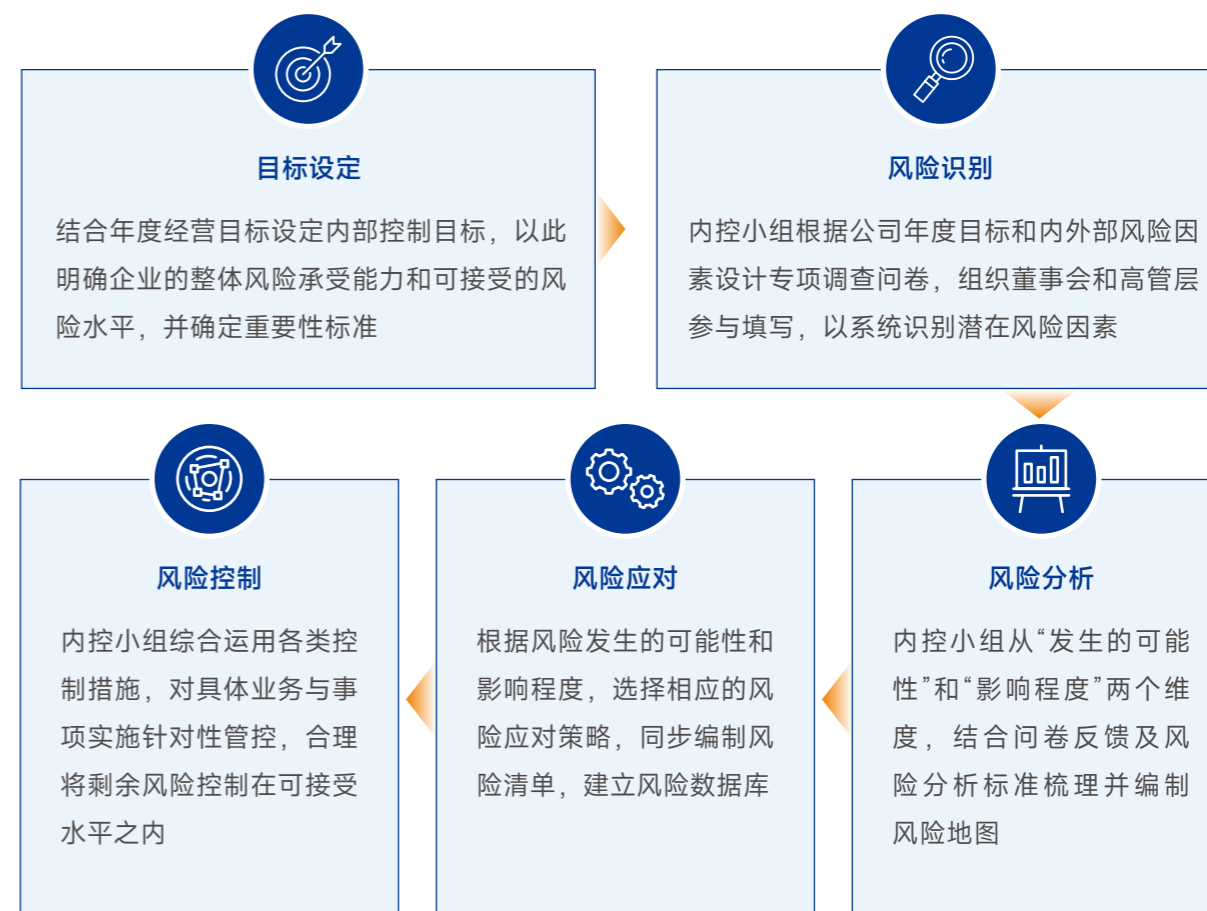 目标设定
结合年度经营目标设定内部控制目标，以此
明确企业的整体风险承受能力和可接受的风
险水平，并确定重要性标准
风险识别
内控小组根据公司年度目标和内外部风险因
素设计专项调查问卷，组织董事会和高管层
参与填写，以系统识别潜在风险因素
风险分析
内控小组从“发生的可能
性”和“影响程度”两个维
度，结合问卷反馈及风
险分析标准梳理并编制
风险地图
风险应对
根据风险发生的可能性和
影响程度，选择相应的风
险应对策略，同步编制风
险清单，建立风险数据库
风险控制
内控小组综合运用各类控
制措施，对具体业务与事
项实施针对性管控，合理
将剩余风险控制在可接受
水平之内